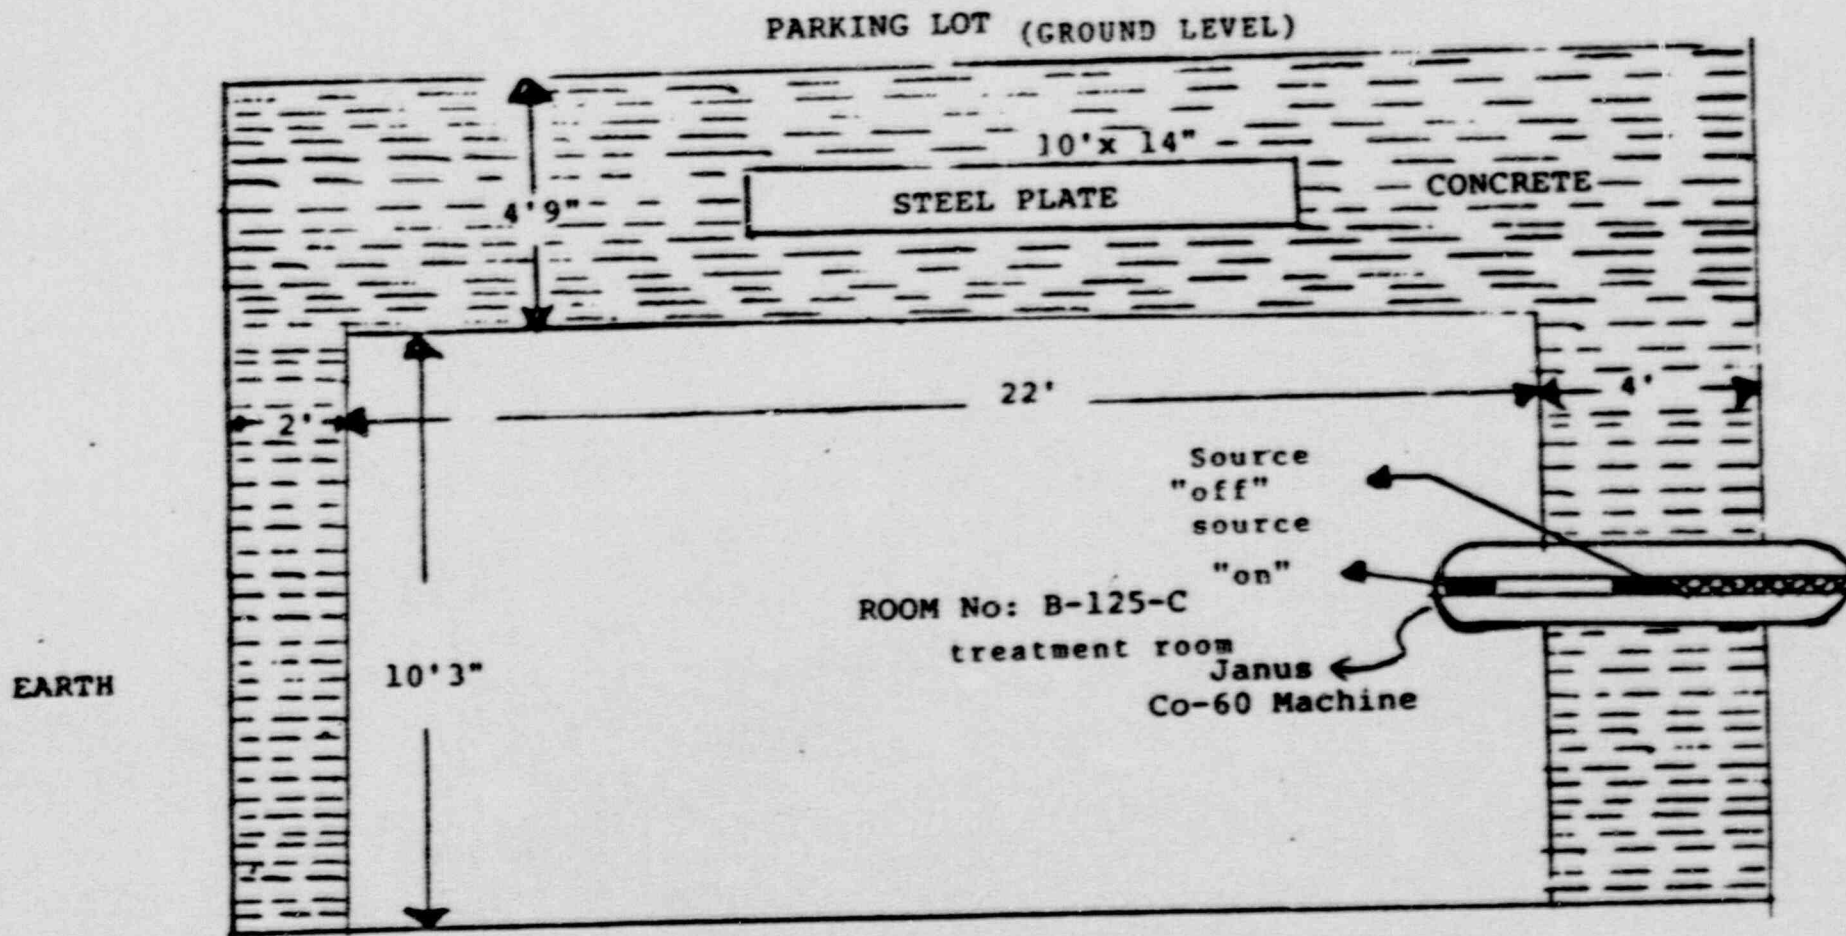 PARKING LOT (GROUND LEVEL)
10'x 14"
STEEL PLATE
CONCRETE
4'9"
22'
4'
2'
Source
"off"
source
"on"
ROOM No: B-125-C
treatment room
Janus
Co-60 Machine
10'3"
EARTH